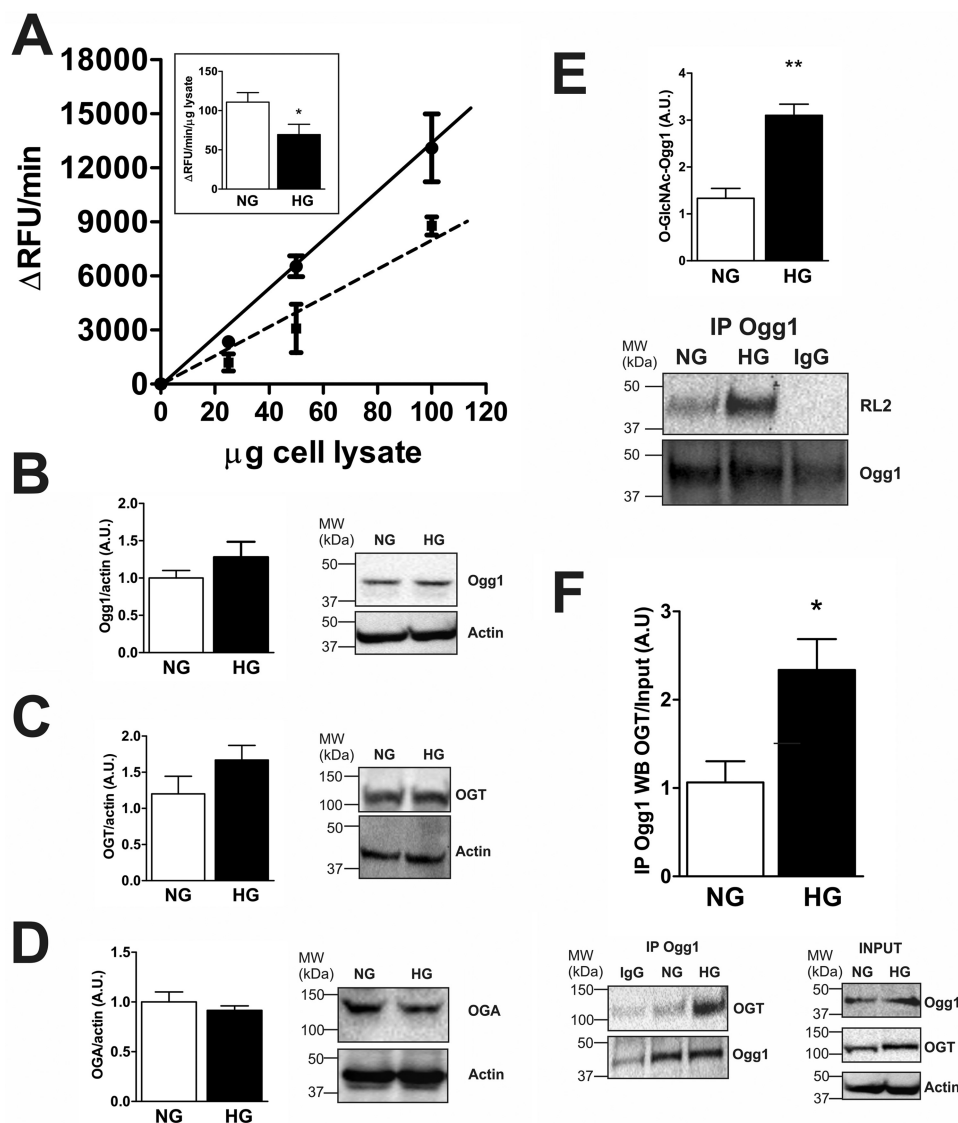 A
18000
15000
12000
9000
6000
3000
0
ΔRFU/min
0 20 40 60 80 100 120
μg cell lysate
150
100
50
0
ΔRFU/min/μg lysate
*
NG HG
B
2.0
1.5
1.0
0.5
0.0
Ogg1/actin (A.U.)
NG HG
MW
(kDa)
NG HG
50
37
Ogg1
50
37
Actin
C
2.0
1.5
1.0
0.5
0.0
OGT/actin (A.U.)
NG HG
MW
(kDa)
NG HG
150
100
OGT
50
37
Actin
D
1.5
1.0
0.5
0.0
OGA/actin (A.U.)
NG HG
MW
(kDa)
NG HG
150
100
OGA
50
37
Actin
E
4
3
2
1
0
O-GlcNAc-Ogg1 (A.U.)
**
NG HG
IP Ogg1
MW
(kDa)
NG HG IgG
50
37
RL2
50
37
Ogg1
F
3
2
1
0
IP Ogg1 WB OGT/Input (A.U)
*
NG HG
IP Ogg1
MW
(kDa)
IgG NG HG
150
100
OGT
50
37
Ogg1
INPUT
MW
(kDa)
NG HG
50
37
Ogg1
150
100
OGT
50
37
Actin